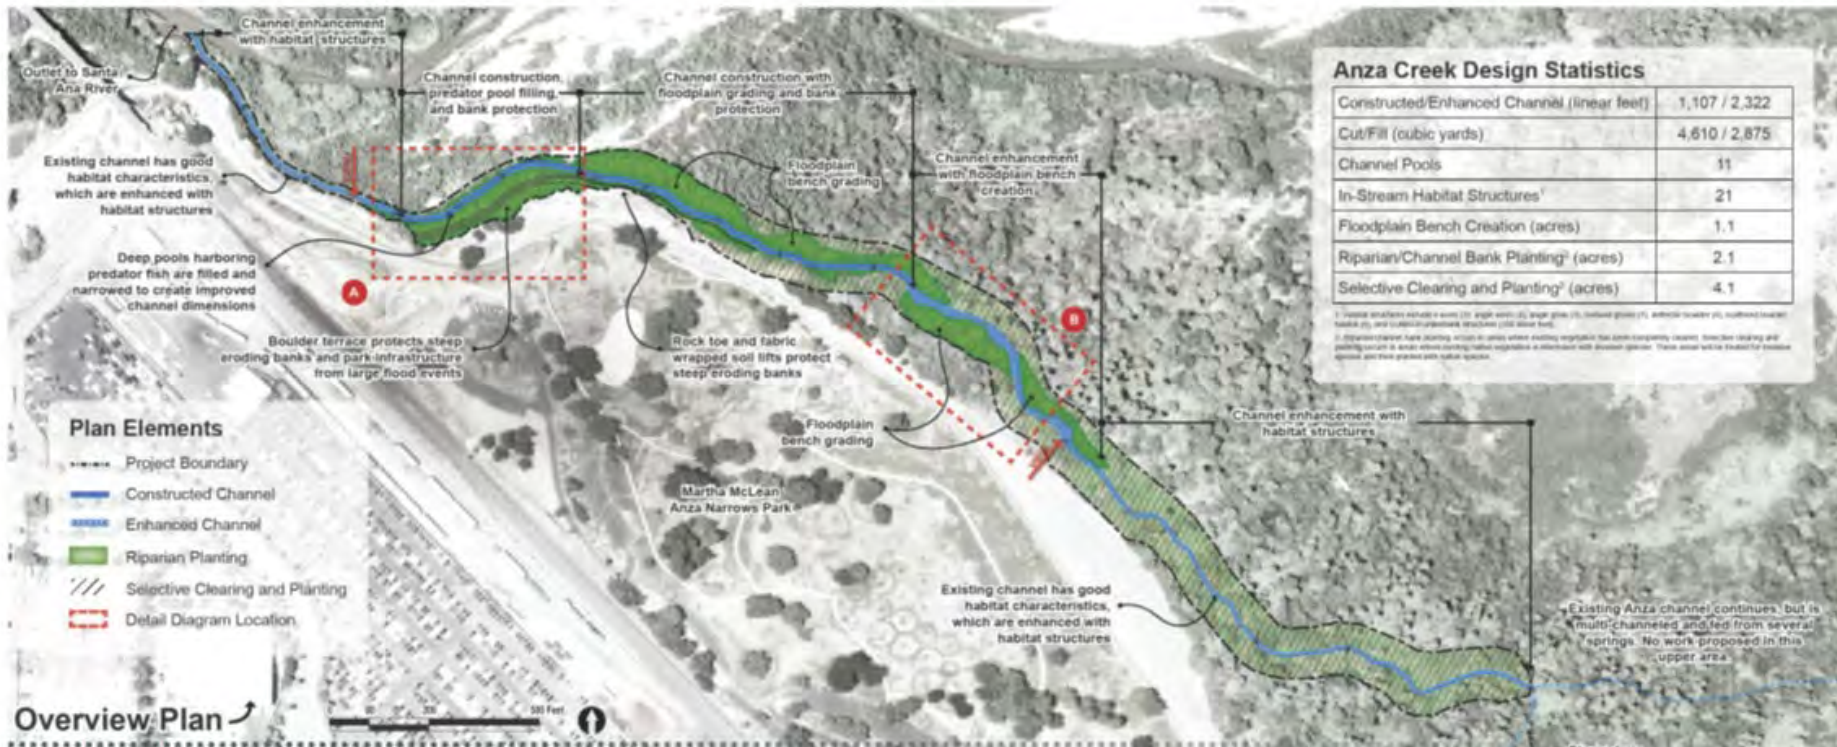 Channel enhancement
with habitat structures
Outlet to Santa
Ana River
Channel construction,
predator pool filling,
and bank protection
Channel construction with
floodplain grading and bank
protection
Existing channel has good
habitat characteristics,
which are enhanced with
habitat structures
Floodplain
bench grading
Channel enhancement
with floodplain bench
creation
Deep pools harboring
predator fish are filled and
narrowed to create improved
channel dimensions
A
B
Boulder terrace protects steep
eroding banks and park infrastructure
from large flood events
Rock toe and fabric
wrapped soil lifts protect
steep eroding banks
Anza Creek Design Statistics
Constructed/Enhanced Channel (linear feet) 1,107 / 2,322
Cut/Fill (cubic yards) 4,610 / 2,875
Channel Pools 11
In-Stream Habitat Structures¹ 21
Floodplain Bench Creation (acres) 1.1
Riparian/Channel Bank Planting² (acres) 2.1
Selective Clearing and Planting² (acres) 4.1
Floodplain
bench grading
Channel enhancement with
habitat structures
Martha McLean
Anza Narrows Park
Existing channel has good
habitat characteristics,
which are enhanced with
habitat structures
Existing Anza channel continues, but is
multi-channeled and fed from several
springs. No work proposed in this
upper area
Plan Elements
Project Boundary
Constructed Channel
Enhanced Channel
Riparian Planting
Selective Clearing and Planting
Detail Diagram Location
Overview Plan
0
500 Feet